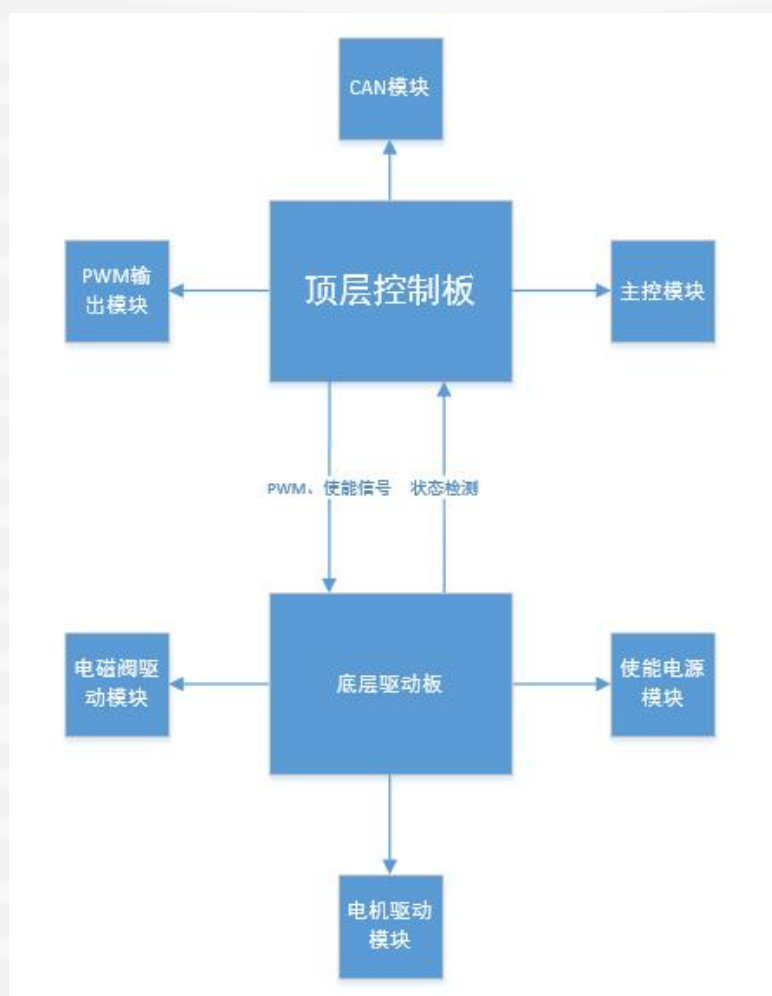 CAN模块
PWM输
出模块
顶层控制板
主控模块
PWM、使能信号
状态检测
电磁阀驱
动模块
底层驱动板
使能电源
模块
电机驱动
模块